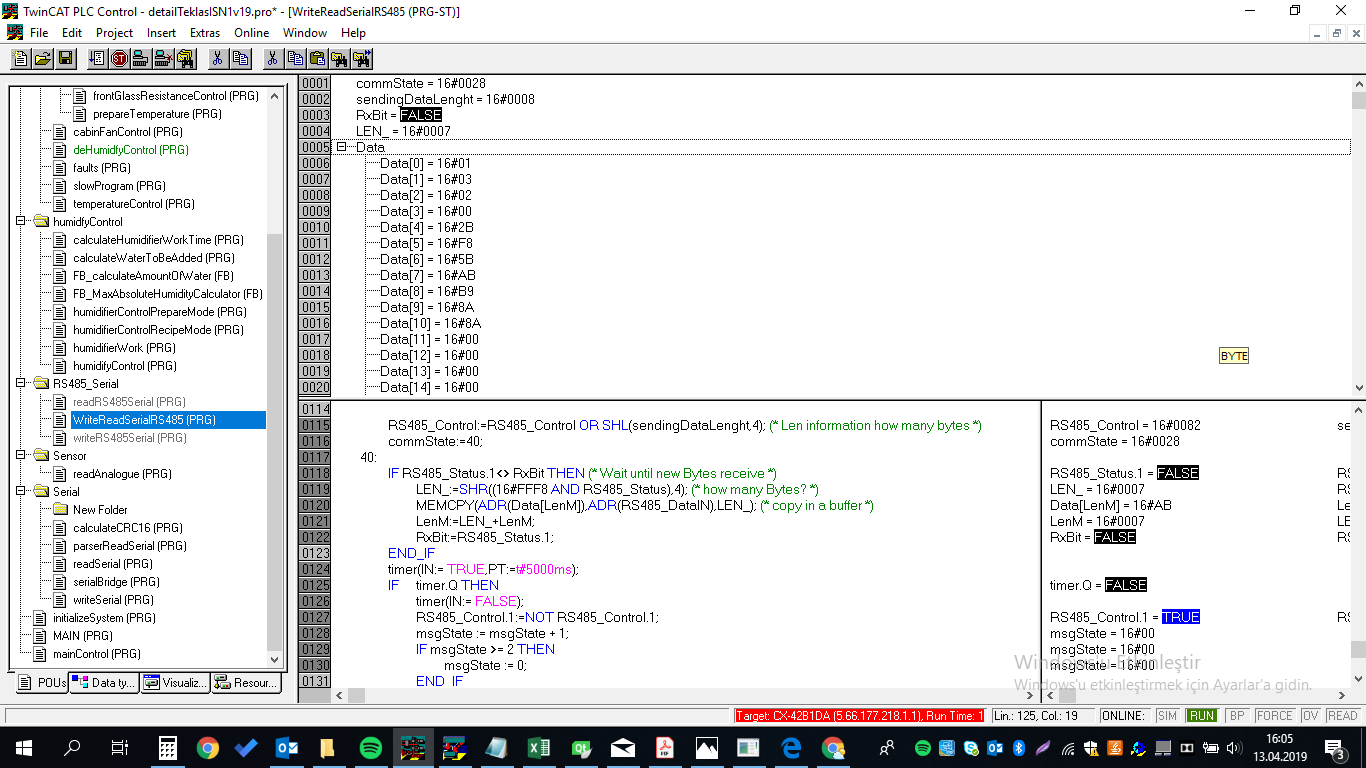 TwinCAT PLC Control - detailTeklasISN1v19.pro* - [WriteReadSerialRS485 (PRG-ST)]
File Edit Project Insert Extras Online Window Help
frontGlassResistanceControl (PRG)
prepareTemperature (PRG)
cabinFanControl (PRG)
deHumidfyControl (PRG)
faults (PRG)
slowProgram (PRG)
temperatureControl (PRG)
humidfyControl
calculateHumidifierWorkTime (PRG)
calculateWaterToBeAdded (PRG)
FB_calculateAmountOfWater (FB)
FB_MaxAbsoluteHumidityCalculator (FB)
humidifierControlPrepareMode (PRG)
humidifierControlRecipeMode (PRG)
humidifierWork (PRG)
humidifyControl (PRG)
RS485_Serial
readRS485Serial (PRG)
WriteReadSerialRS485 (PRG)
writeRS485Serial (PRG)
Sensor
readAnalogue (PRG)
Serial
New Folder
calculateCRC16 (PRG)
parserReadSerial (PRG)
readSerial (PRG)
serialBridge (PRG)
writeSerial (PRG)
initializeSystem (PRG)
MAIN (PRG)
mainControl (PRG)
POUs Data ty... Visualiz... Resour...
0001 commState = 16#0028
0002 sendingDataLenght = 16#0008
0003 RxBit = FALSE
0004 LEN_ = 16#0007
0005 Data
0006 Data[0] = 16#01
0007 Data[1] = 16#03
0008 Data[2] = 16#02
0009 Data[3] = 16#00
0010 Data[4] = 16#2B
0011 Data[5] = 16#F8
0012 Data[6] = 16#5B
0013 Data[7] = 16#AB
0014 Data[8] = 16#B9
0015 Data[9] = 16#8A
0016 Data[10] = 16#8A
0017 Data[11] = 16#00
0018 Data[12] = 16#00
0019 Data[13] = 16#00
0020 Data[14] = 16#00
BYTE
0114
0115 RS485_Control:=RS485_Control OR SHL(sendingDataLenght,4); (* Len information how many bytes *)
0116 commState:=40;
0117 40:
0118 IF RS485_Status.1<> RxBit THEN (* Wait until new Bytes receive *)
0119 LEN_:=SHR((16#FFF8 AND RS485_Status),4); (* how many Bytes? *)
0120 MEMCPY(ADR(Data[LenM]),ADR(RS485_DataIN),LEN_); (* copy in a buffer *)
0121 LenM:=LEN_+LenM;
0122 RxBit:=RS485_Status.1;
0123 END_IF
0124 timer(IN:= TRUE,PT:=t#5000ms);
0125 IF timer.Q THEN
0126 timer(IN:= FALSE);
0127 RS485_Control.1:=NOT RS485_Control.1;
0128 msgState := msgState + 1;
0129 IF msgState >= 2 THEN
0130 msgState := 0;
0131 END_IF
RS485_Control = 16#0082 se
commState = 16#0028
RS485_Status.1 = FALSE RS
LEN_ = 16#0007 RS
Data[LenM] = 16#AB Le
LenM = 16#0007 Le
RxBit = FALSE RS
timer.Q = FALSE
RS485_Control.1 = TRUE RS
msgState = 16#00
msgState = 16#00
msgState = 16#00
Windows'u Etkinleştir
Windows'u etkinleştirmek için Ayarlar'a gidin.
Target: CX-42B1DA (5.66.177.218.1.1), Run Time: 1 Lin.: 125, Col.: 19 ONLINE: SIM RUN BP FORCE OV READ
16:05
13.04.2019
3